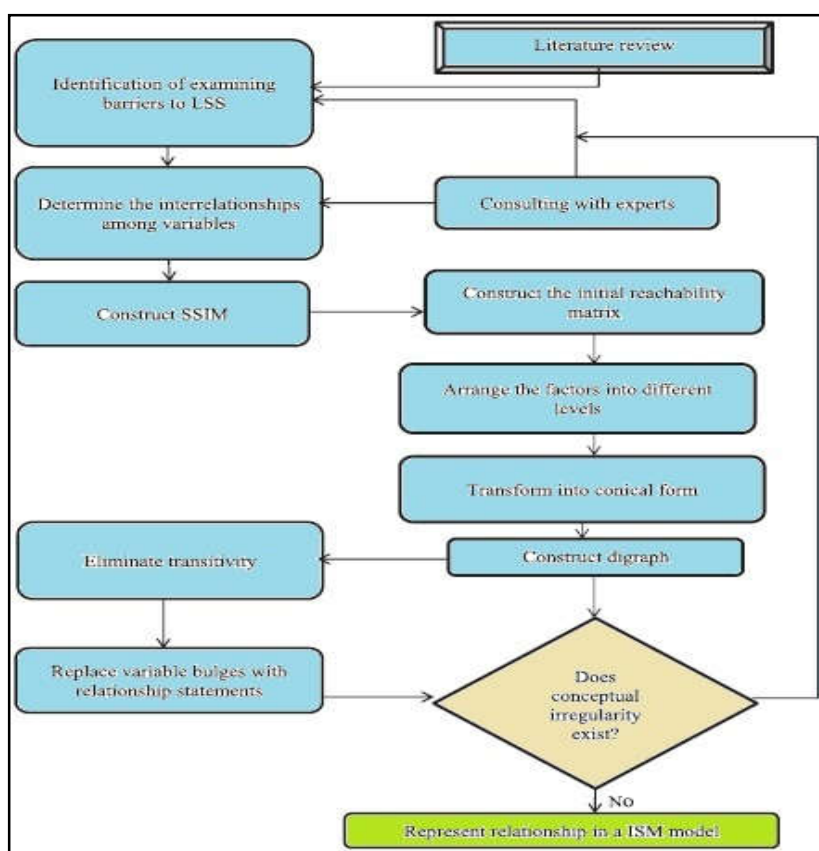 Literature review
Identification of examining
barriers to LSS
Determine the interrelationships
among variables
Consulting with experts
Construct SSIM
Construct the initial reachability
matrix
Arrange the factors into different
levels
Transform into conical form
Construct digraph
Eliminate transitivity
Replace variable bulges with
relationship statements
Does
conceptual
irregularity
exist?
No
Represent relationship in a ISM model